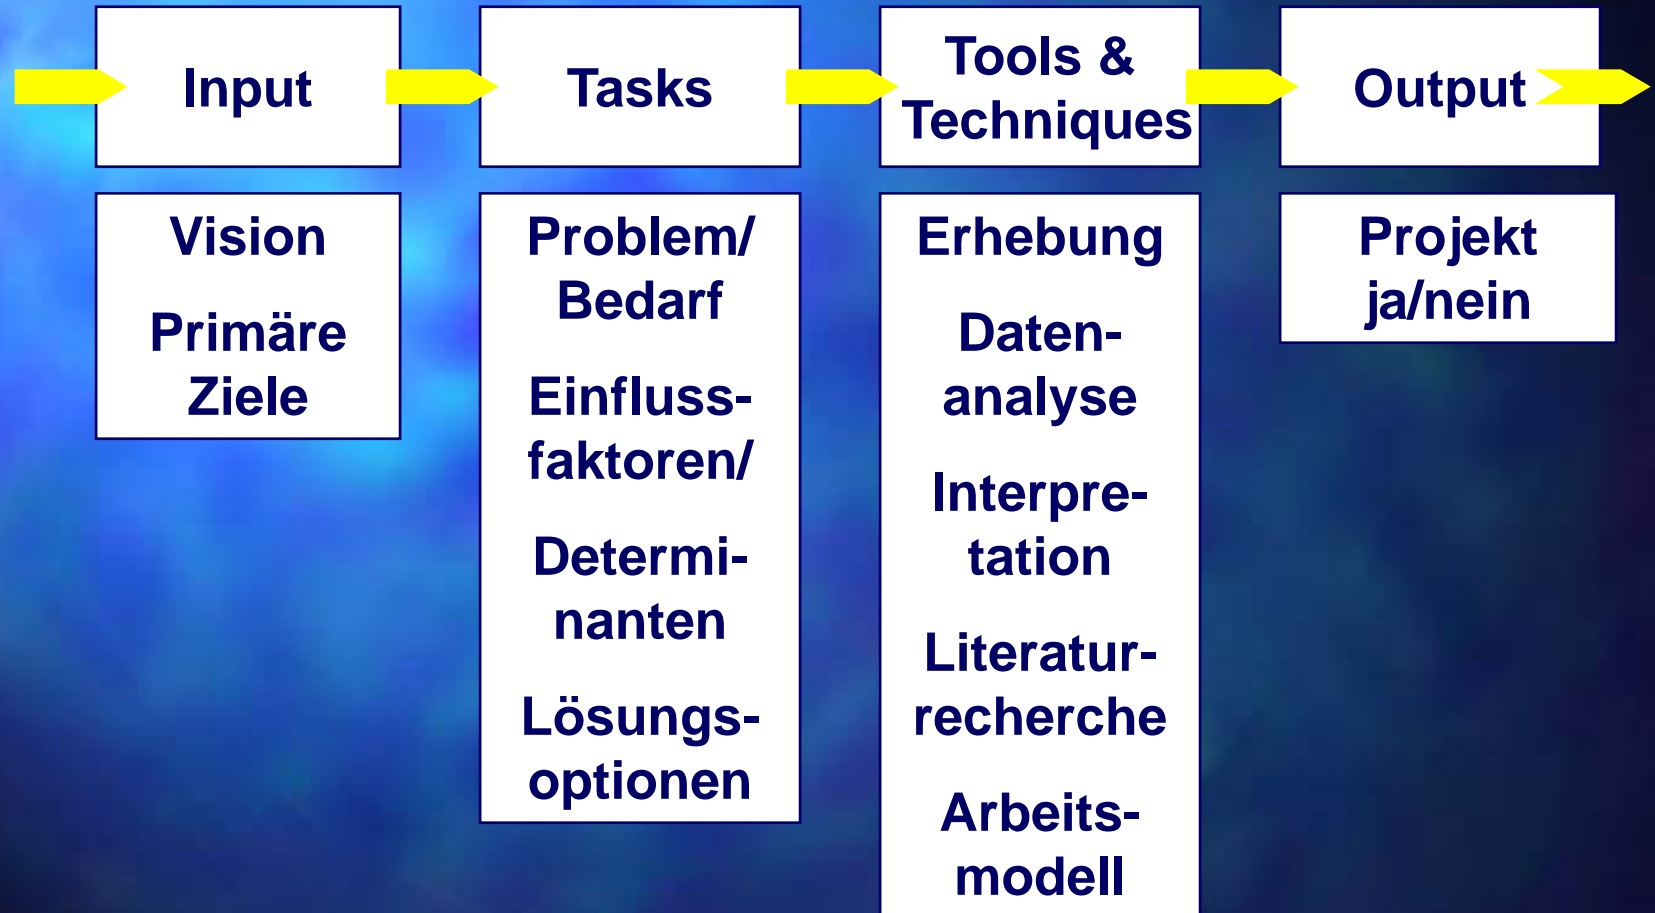 Input
Tasks
Tools &
Techniques
Output
Vision
Primäre
Ziele
Problem/
Bedarf
Einfluss-
faktoren/
Determi-
nanten
Lösungs-
optionen
Erhebung
Daten-
analyse
Interpre-
tation
Literatur-
recherche
Arbeits-
modell
Projekt
ja/nein